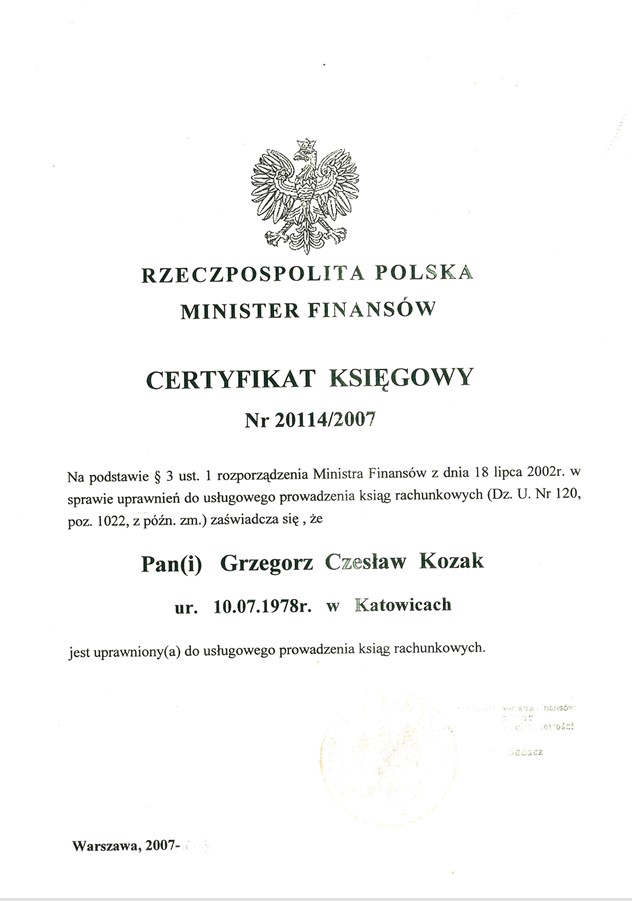 RZECZPOSPOLITA POLSKA
MINISTER FINANSÓW
CERTYFIKAT KSIĘGOWY
Nr 20114/2007
Na podstawie § 3 ust. 1 rozporządzenia Ministra Finansów z dnia 18 lipca 2002r. w
sprawie uprawnień do usługowego prowadzenia ksiąg rachunkowych (Dz. U. Nr 120,
poz. 1022, z późn. zm.) zaświadcza się , że
Pan(i) Grzegorz Czesław Kozak
ur. 10.07.1978r. w Katowicach
jest uprawniony(a) do usługowego prowadzenia ksiąg rachunkowych.
Warszawa, 2007-